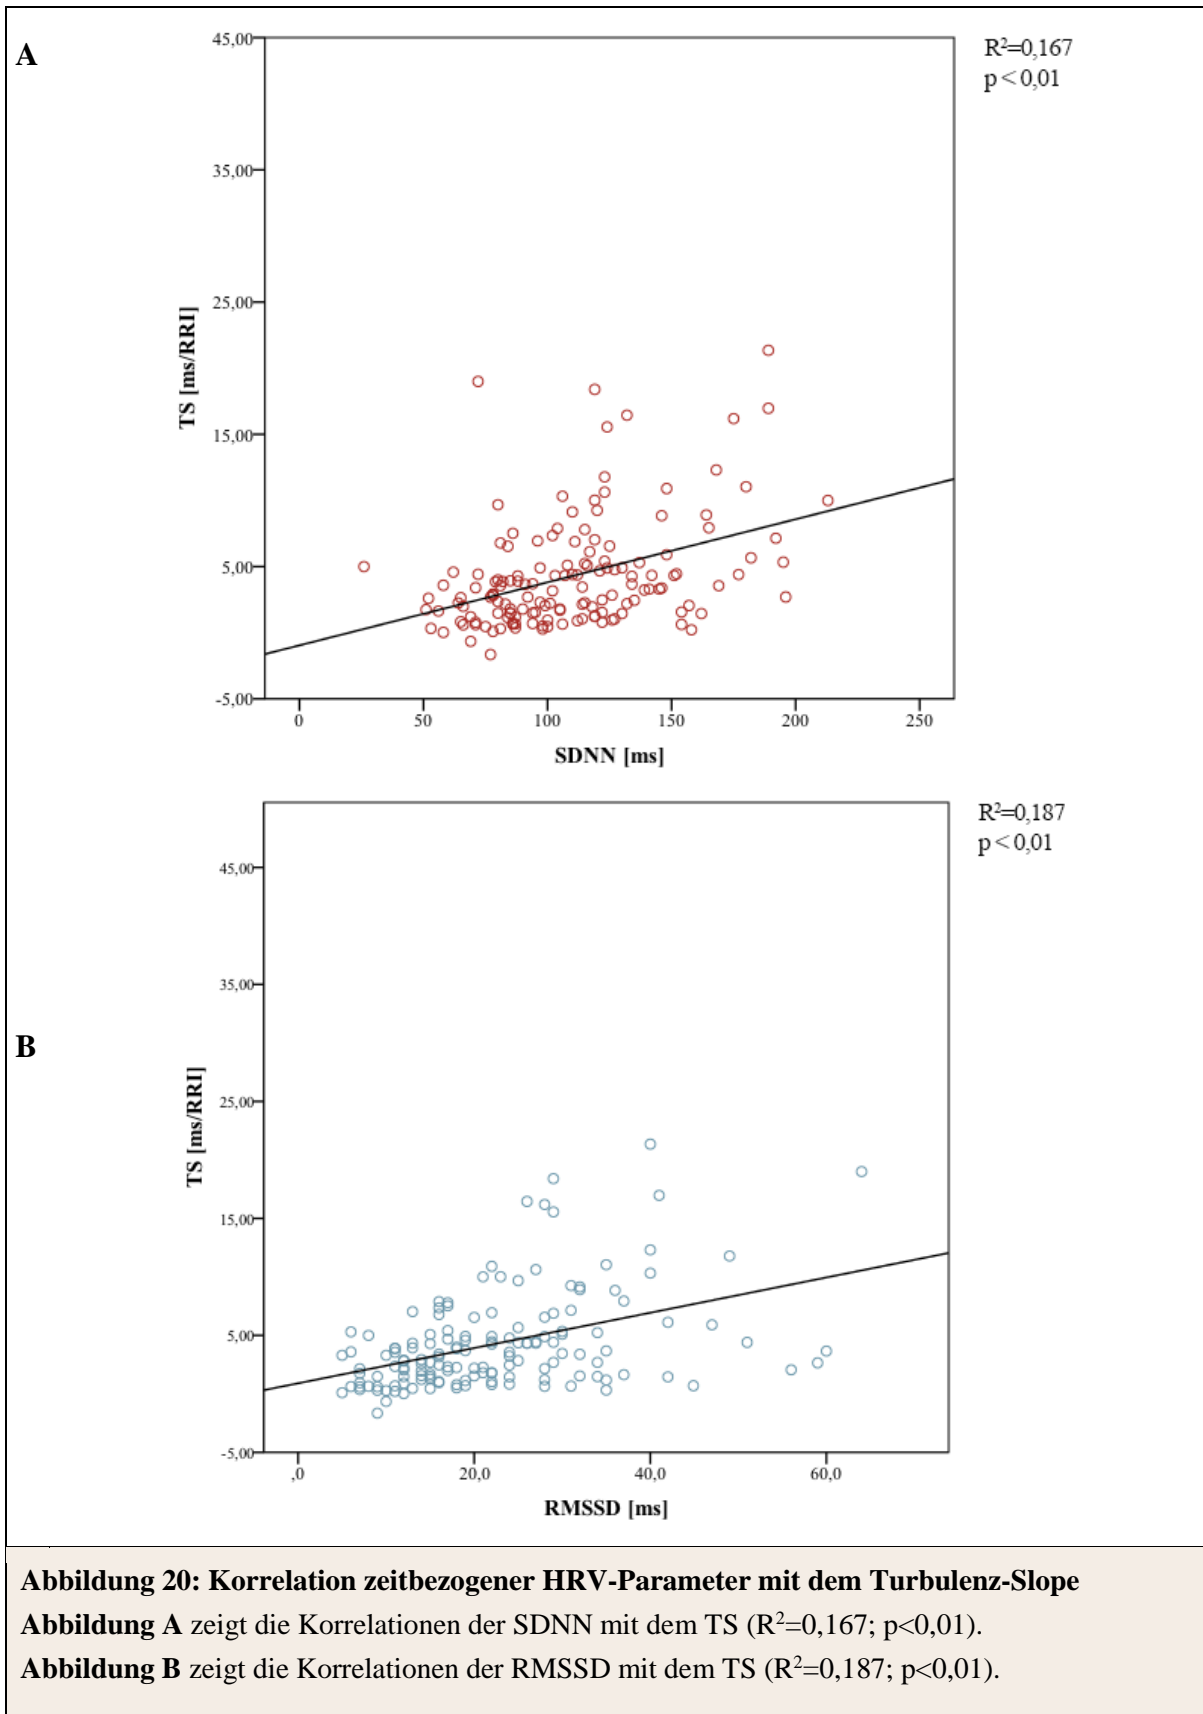 A
R²=0,167
p<0,01
45,00
35,00
25,00
15,00
5,00
-5,00
TS [ms/RRI]
0 50 100 150 200 250
SDNN [ms]
B
R²=0,187
p<0,01
45,00
35,00
25,00
15,00
5,00
-5,00
TS [ms/RRI]
,0 20,0 40,0 60,0
RMSSD [ms]
Abbildung 20: Korrelation zeitbezogener HRV-Parameter mit dem Turbulenz-Slope
Abbildung A zeigt die Korrelationen der SDNN mit dem TS (R²=0,167; p<0,01).
Abbildung B zeigt die Korrelationen der RMSSD mit dem TS (R²=0,187; p<0,01).